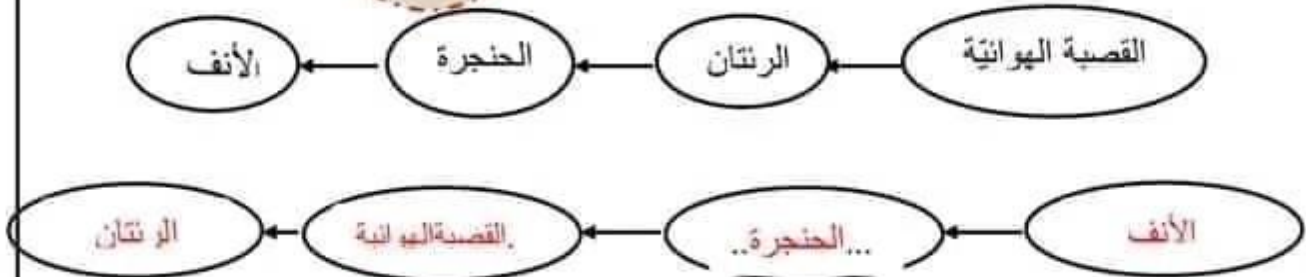 القصبة الهوائية الرئتان الحنجرة الأنف
الأنف ...الحنجرة.. .القصبةالهوائية الرئتان